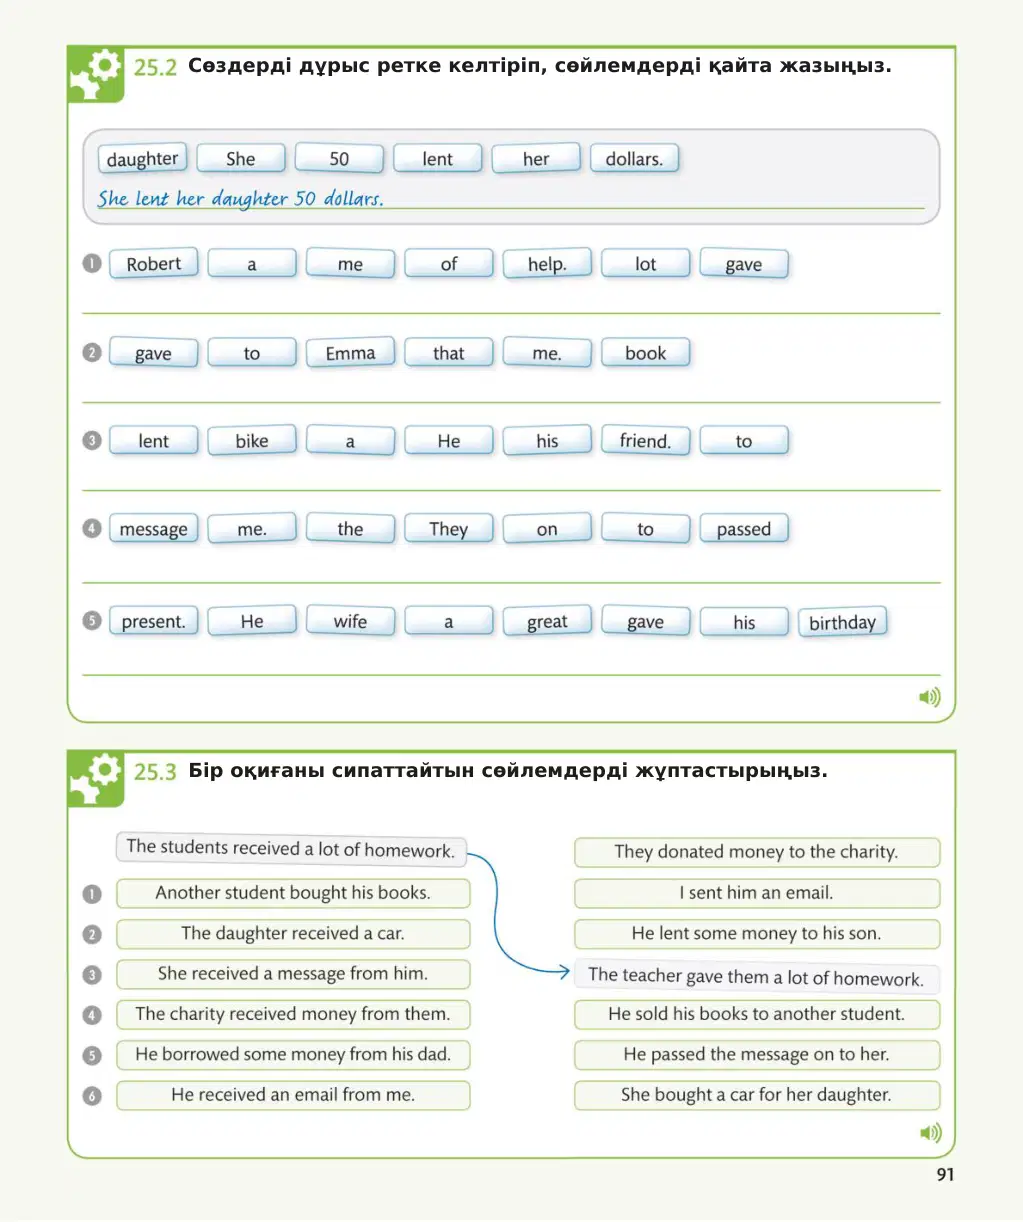 25.2 Сөздерді дұрыс ретке келтіріп, сөйлемдерді қайта жазыңыз.
daughter She 50 lent her dollars.
She lent her daughter 50 dollars.
1 Robert a me of help. lot gave
2 gave to Emma that me. book
3 lent bike a He his friend. to
4 message me. the They on to passed
5 present. He wife a great gave his birthday
25.3 Бір оқиғаны сипаттайтын сөйлемдерді жұптастырыңыз.
The students received a lot of homework. They donated money to the charity.
1 Another student bought his books. I sent him an email.
2 The daughter received a car. He lent some money to his son.
3 She received a message from him. The teacher gave them a lot of homework.
4 The charity received money from them. He sold his books to another student.
5 He borrowed some money from his dad. He passed the message on to her.
6 He received an email from me. She bought a car for her daughter.
91